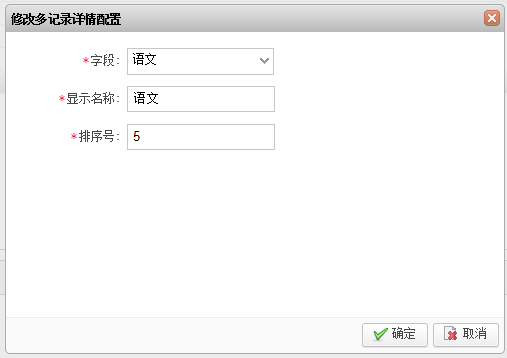 修改多记录详情配置
*字段: 语文
*显示名称: 语文
*排序号: 5
确定 取消